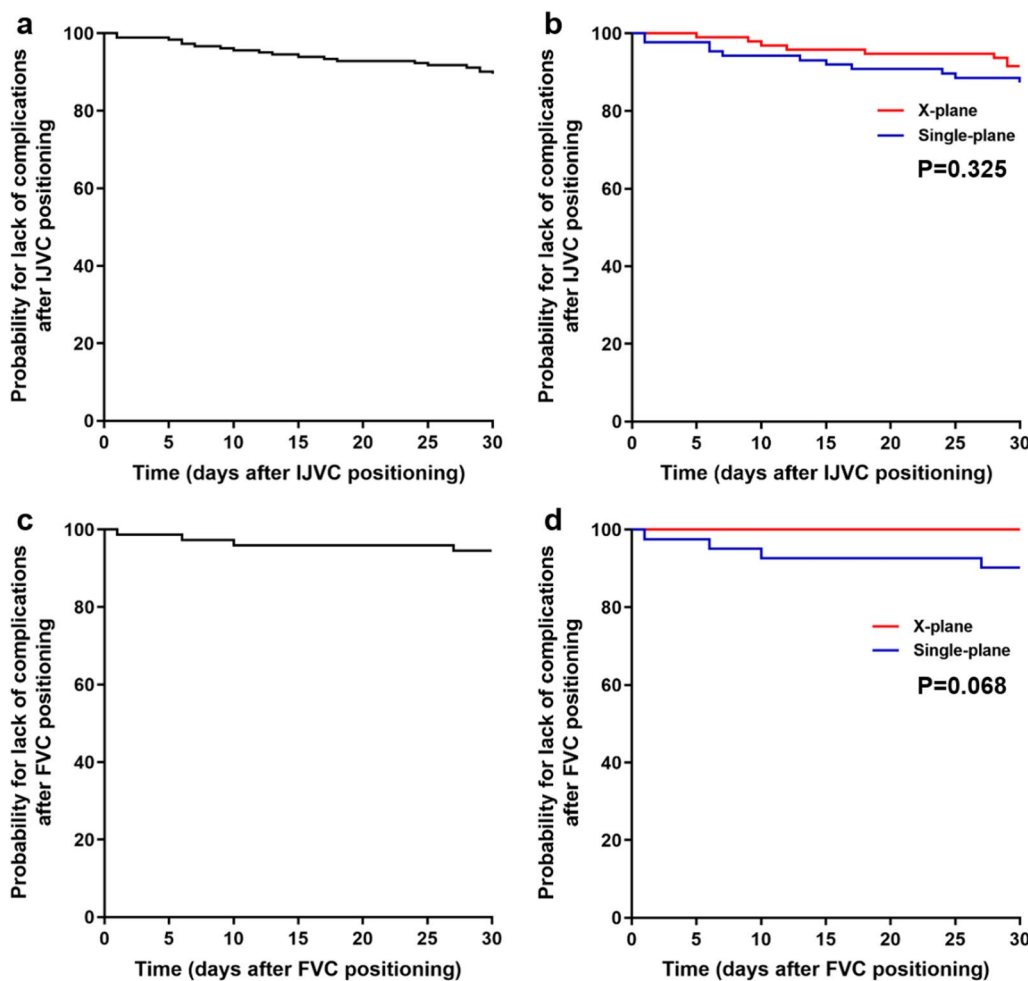 a
Probability for lack of complications
after IJVC positioning
100
80
60
40
20
0
0 5 10 15 20 25 30
Time (days after IJVC positioning)
b
Probability for lack of complications
after IJVC positioning
100
80
60
40
20
0
X-plane
Single-plane
P=0.325
0 5 10 15 20 25 30
Time (days after IJVC positioning)
c
Probability for lack of complications
after FVC positioning
100
80
60
40
20
0
0 5 10 15 20 25 30
Time (days after FVC positioning)
d
Probability for lack of complications
after FVC positioning
100
80
60
40
20
0
X-plane
Single-plane
P=0.068
0 5 10 15 20 25 30
Time (days after FVC positioning)